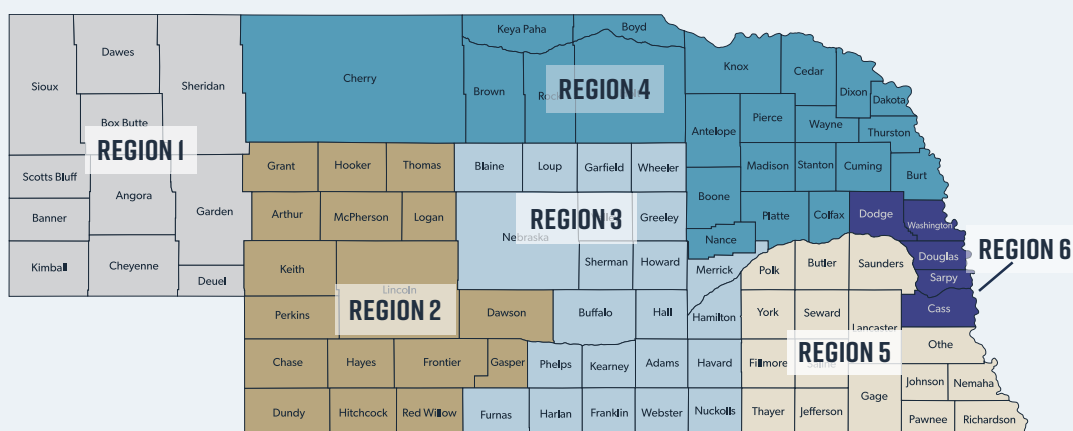 Keya Paha
Boyd
Dawes
Knox
Cedar
Sioux
Sheridan
Cherry
Brown
REGION 4
Dixon
Dakota
Box Butte
Pierce
Wayne
Antelope
Thurston
REGION 1
Grant
Hooker
Thomas
Blaine
Loup
Garfield
Wheeler
Madison
Stanton
Cuming
Burt
Scotts Bluff
Angora
Garden
Boone
Banner
Arthur
McPherson
Logan
REGION 3
Greeley
Platte
Colfax
Dodge
Washington
Nebraska
Nance
REGION 6
Kimball
Cheyenne
Keith
Sherman
Howard
Merrick
Polk
Butler
Saunders
Douglas
Deuel
Lincoln
Sarpy
Perkins
REGION 2
Dawson
Buffalo
Hall
Hamilton
York
Seward
Lancaster
Cass
Othe
Chase
Hayes
Frontier
Gasper
Phelps
Kearney
Adams
Havard
Fillmore
REGION 5
Johnson
Nemaha
Gage
Dundy
Hitchcock
Red Willow
Furnas
Harlan
Franklin
Webster
Nuckolls
Thayer
Jefferson
Pawnee
Richardson